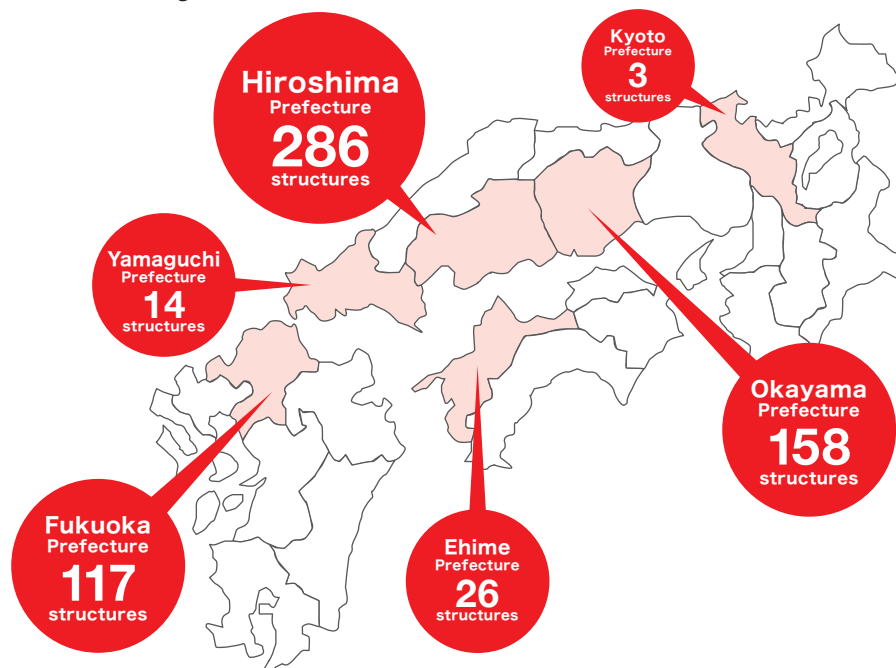 Kyoto
Prefecture
3
structures
Hiroshima
Prefecture
286
structures
Yamaguchi
Prefecture
14
structures
Okayama
Prefecture
158
structures
Fukuoka
Prefecture
117
structures
Ehime
Prefecture
26
structures